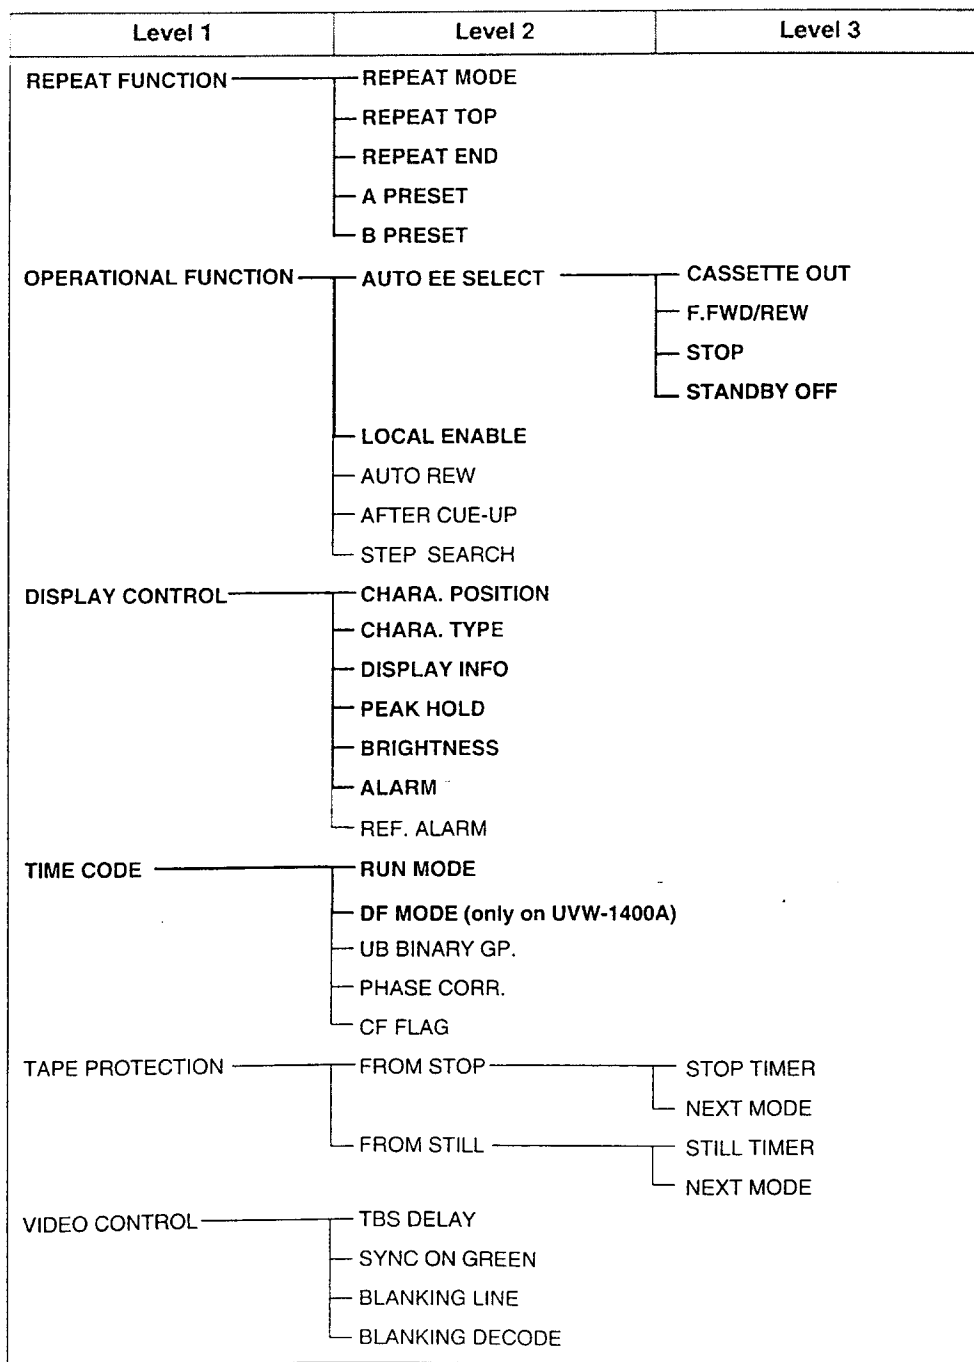 Level 1 Level 2 Level 3
REPEAT FUNCTION REPEAT MODE
REPEAT TOP
REPEAT END
A PRESET
B PRESET
OPERATIONAL FUNCTION AUTO EE SELECT CASSETTE OUT
F.FWD/REW
STOP
STANDBY OFF
LOCAL ENABLE
AUTO REW
AFTER CUE-UP
STEP SEARCH
DISPLAY CONTROL CHARA. POSITION
CHARA. TYPE
DISPLAY INFO
PEAK HOLD
BRIGHTNESS
ALARM
REF. ALARM
TIME CODE RUN MODE
DF MODE (only on UVW-1400A)
UB BINARY GP.
PHASE CORR.
CF FLAG
TAPE PROTECTION FROM STOP STOP TIMER
NEXT MODE
FROM STILL STILL TIMER
NEXT MODE
VIDEO CONTROL TBS DELAY
SYNC ON GREEN
BLANKING LINE
BLANKING DECODE